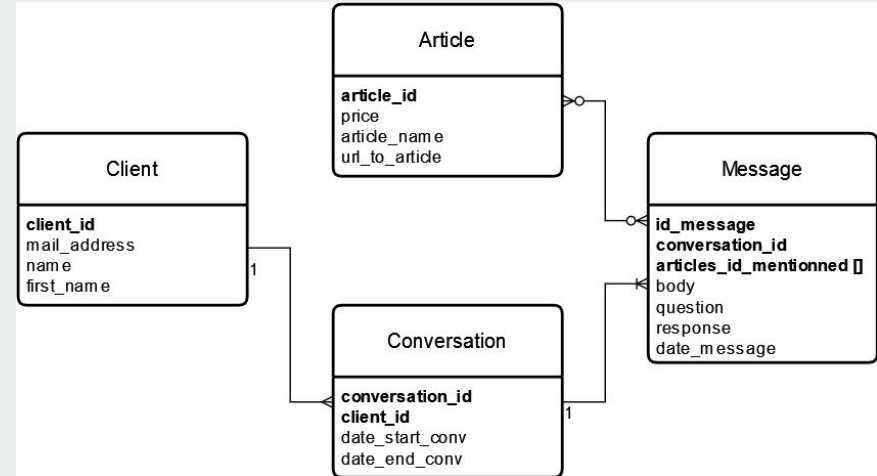 Article
article_id
price
article_name
url_to_article
Client
client_id
mail_address
name
first_name
1
Message
id_message
conversation_id
articles_id_mentionned []
body
question
response
date_message
Conversation
conversation_id
client_id
date_start_conv
date_end_conv
1